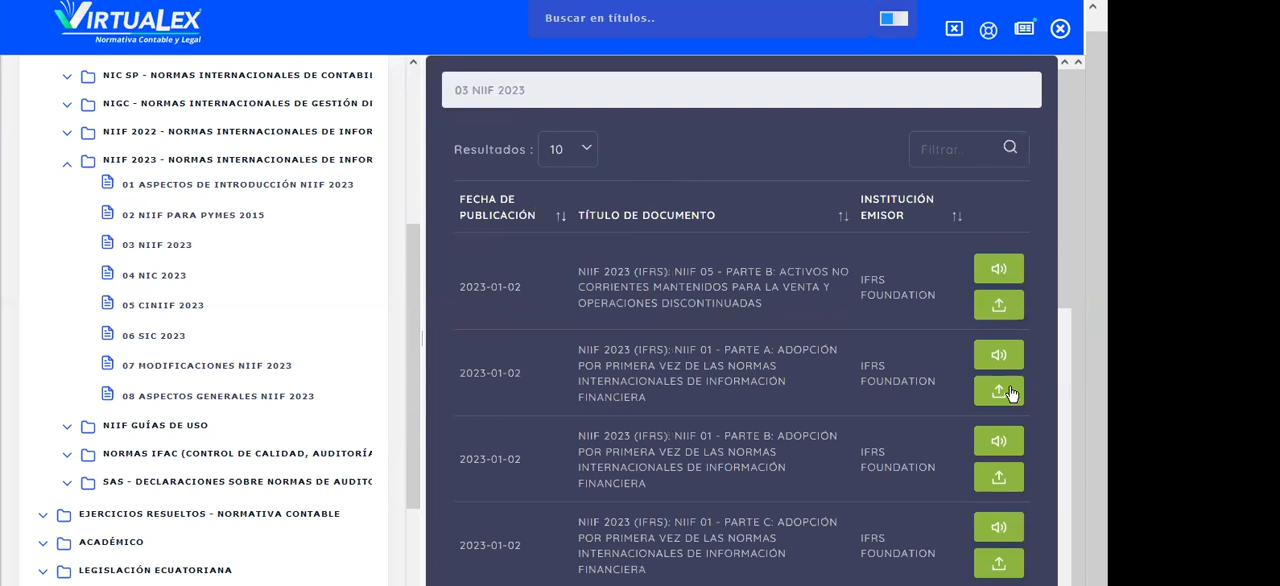 VIRTUALEX
Normativa Contable y Legal
Buscar en títulos..
NIC SP - NORMAS INTERNACIONALES DE CONTABIL
NIGC - NORMAS INTERNACIONALES DE GESTIÓN DE
NIIF 2022 - NORMAS INTERNACIONALES DE INFOR
NIIF 2023 - NORMAS INTERNACIONALES DE INFOR
01 ASPECTOS DE INTRODUCCIÓN NIIF 2023
02 NIIF PARA PYMES 2015
03 NIIF 2023
04 NIC 2023
05 CINIIF 2023
06 SIC 2023
07 MODIFICACIONES NIIF 2023
08 ASPECTOS GENERALES NIIF 2023
NIIF GUÍAS DE USO
NORMAS IFAC (CONTROL DE CALIDAD, AUDITORÍA
SAS - DECLARACIONES SOBRE NORMAS DE AUDITO
EJERCICIOS RESUELTOS - NORMATIVA CONTABLE
ACADÉMICO
LEGISLACIÓN ECUATORIANA
03 NIIF 2023
Resultados : 10
Filtrar..
FECHA DE
PUBLICACIÓN
TÍTULO DE DOCUMENTO
INSTITUCIÓN
EMISOR
2023-01-02
NIIF 2023 (IFRS): NIIF 05 - PARTE B: ACTIVOS NO
CORRIENTES MANTENIDOS PARA LA VENTA Y
OPERACIONES DISCONTINUADAS
IFRS
FOUNDATION
2023-01-02
NIIF 2023 (IFRS): NIIF 01 - PARTE A: ADOPCIÓN
POR PRIMERA VEZ DE LAS NORMAS
INTERNACIONALES DE INFORMACIÓN
FINANCIERA
IFRS
FOUNDATION
2023-01-02
NIIF 2023 (IFRS): NIIF 01 - PARTE B: ADOPCIÓN
POR PRIMERA VEZ DE LAS NORMAS
INTERNACIONALES DE INFORMACIÓN
FINANCIERA
IFRS
FOUNDATION
2023-01-02
NIIF 2023 (IFRS): NIIF 01 - PARTE C: ADOPCIÓN
POR PRIMERA VEZ DE LAS NORMAS
INTERNACIONALES DE INFORMACIÓN
FINANCIERA
IFRS
FOUNDATION